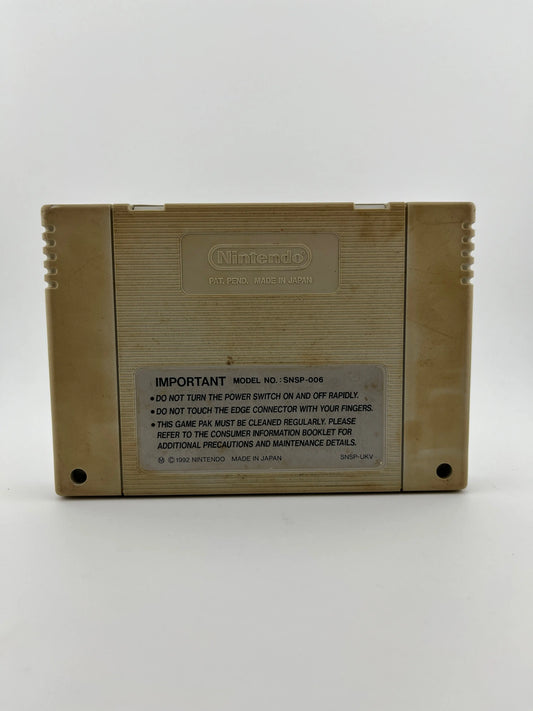 Nintendo
PAT. PEND. MADE IN JAPAN
IMPORTANT MODEL NO.: SNSP-006
• DO NOT TURN THE POWER SWITCH ON AND OFF RAPIDLY.
• DO NOT TOUCH THE EDGE CONNECTOR WITH YOUR FINGERS.
• THIS GAME PAK MUST BE CLEANED REGULARLY. PLEASE
REFER TO THE CONSUMER INFORMATION BOOKLET FOR
ADDITIONAL PRECAUTIONS AND MAINTENANCE DETAILS.
Ⓜ © 1992 NINTENDO MADE IN JAPAN SNSP-UKV